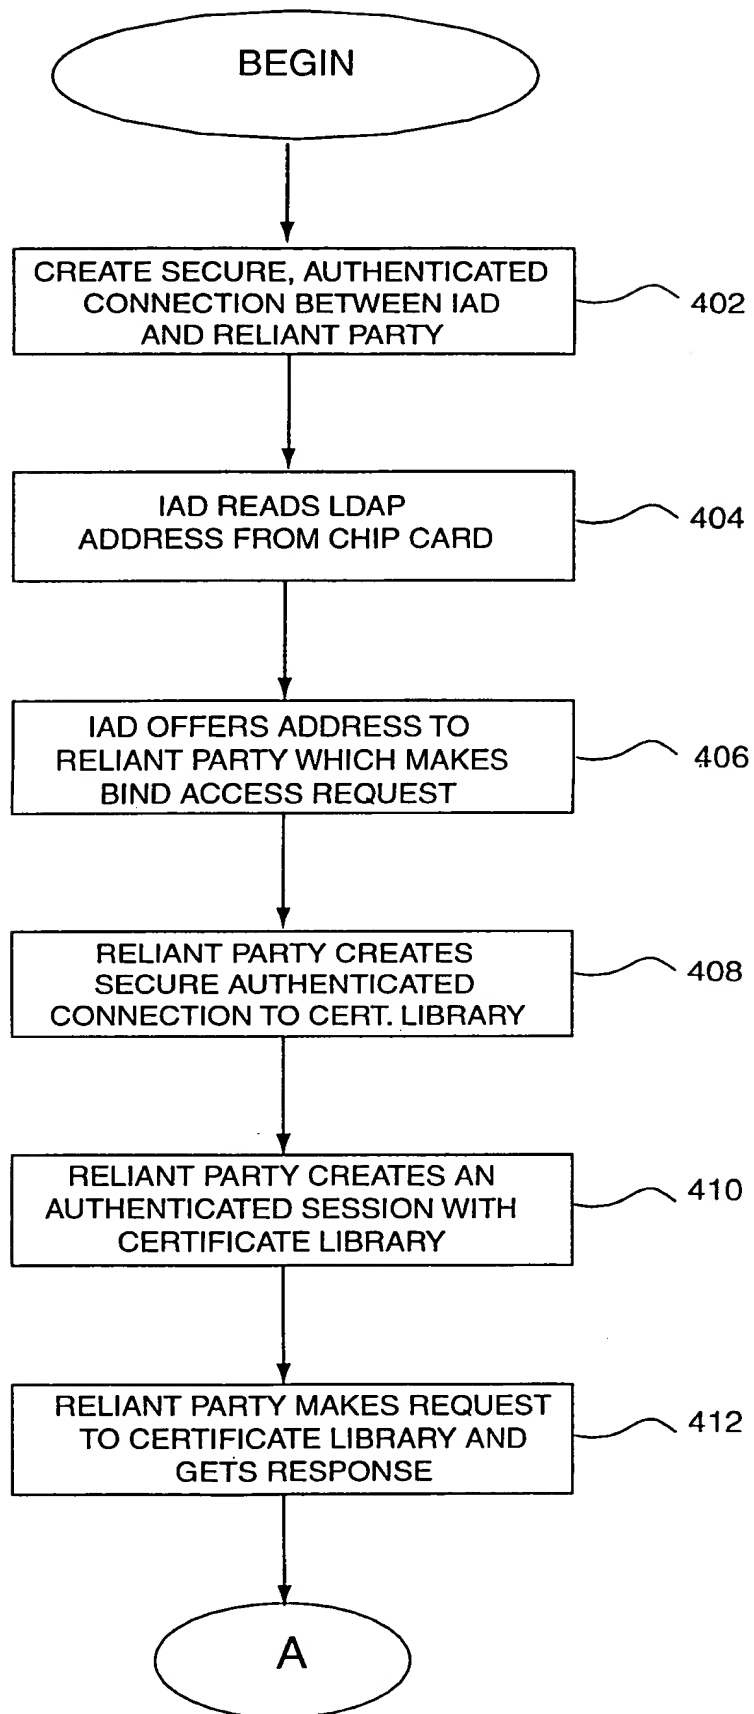 BEGIN
CREATE SECURE, AUTHENTICATED
CONNECTION BETWEEN IAD
AND RELIANT PARTY
402
IAD READS LDAP
ADDRESS FROM CHIP CARD
404
IAD OFFERS ADDRESS TO
RELIANT PARTY WHICH MAKES
BIND ACCESS REQUEST
406
RELIANT PARTY CREATES
SECURE AUTHENTICATED
CONNECTION TO CERT. LIBRARY
408
RELIANT PARTY CREATES AN
AUTHENTICATED SESSION WITH
CERTIFICATE LIBRARY
410
RELIANT PARTY MAKES REQUEST
TO CERTIFICATE LIBRARY AND
GETS RESPONSE
412
A